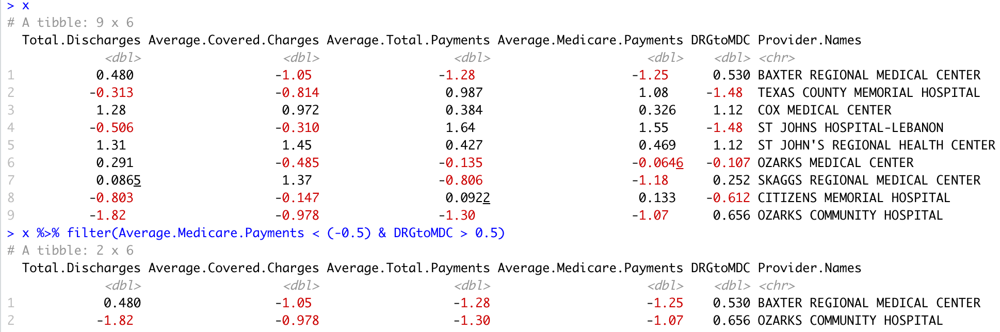 > x
# A tibble: 9 x 6
  Total.Discharges Average.Covered.Charges Average.Total.Payments Average.Medicare.Payments DRGtoMDC Provider.Names
             <dbl>                   <dbl>                  <dbl>                     <dbl>    <dbl> <chr>
1           0.480                   -1.05                 -1.28                     -1.25      0.530 BAXTER REGIONAL MEDICAL CENTER
2          -0.313                   -0.814                 0.987                     1.08     -1.48  TEXAS COUNTY MEMORIAL HOSPITAL
3           1.28                     0.972                 0.384                     0.326     1.12  COX MEDICAL CENTER
4          -0.506                   -0.310                 1.64                      1.55     -1.48  ST JOHNS HOSPITAL-LEBANON
5           1.31                     1.45                  0.427                     0.469     1.12  ST JOHN'S REGIONAL HEALTH CENTER
6           0.291                   -0.485                -0.135                    -0.0646   -0.107 OZARKS MEDICAL CENTER
7           0.0865                   1.37                 -0.806                    -1.18      0.252 SKAGGS REGIONAL MEDICAL CENTER
8          -0.803                   -0.147                 0.0922                    0.133    -0.612 CITIZENS MEMORIAL HOSPITAL
9          -1.82                    -0.978                -1.30                     -1.07      0.656 OZARKS COMMUNITY HOSPITAL
> x %>% filter(Average.Medicare.Payments < (-0.5) & DRGtoMDC > 0.5)
# A tibble: 2 x 6
  Total.Discharges Average.Covered.Charges Average.Total.Payments Average.Medicare.Payments DRGtoMDC Provider.Names
             <dbl>                   <dbl>                  <dbl>                     <dbl>    <dbl> <chr>
1            0.480                  -1.05                   -1.28                     -1.25    0.530 BAXTER REGIONAL MEDICAL CENTER
2           -1.82                   -0.978                  -1.30                     -1.07    0.656 OZARKS COMMUNITY HOSPITAL